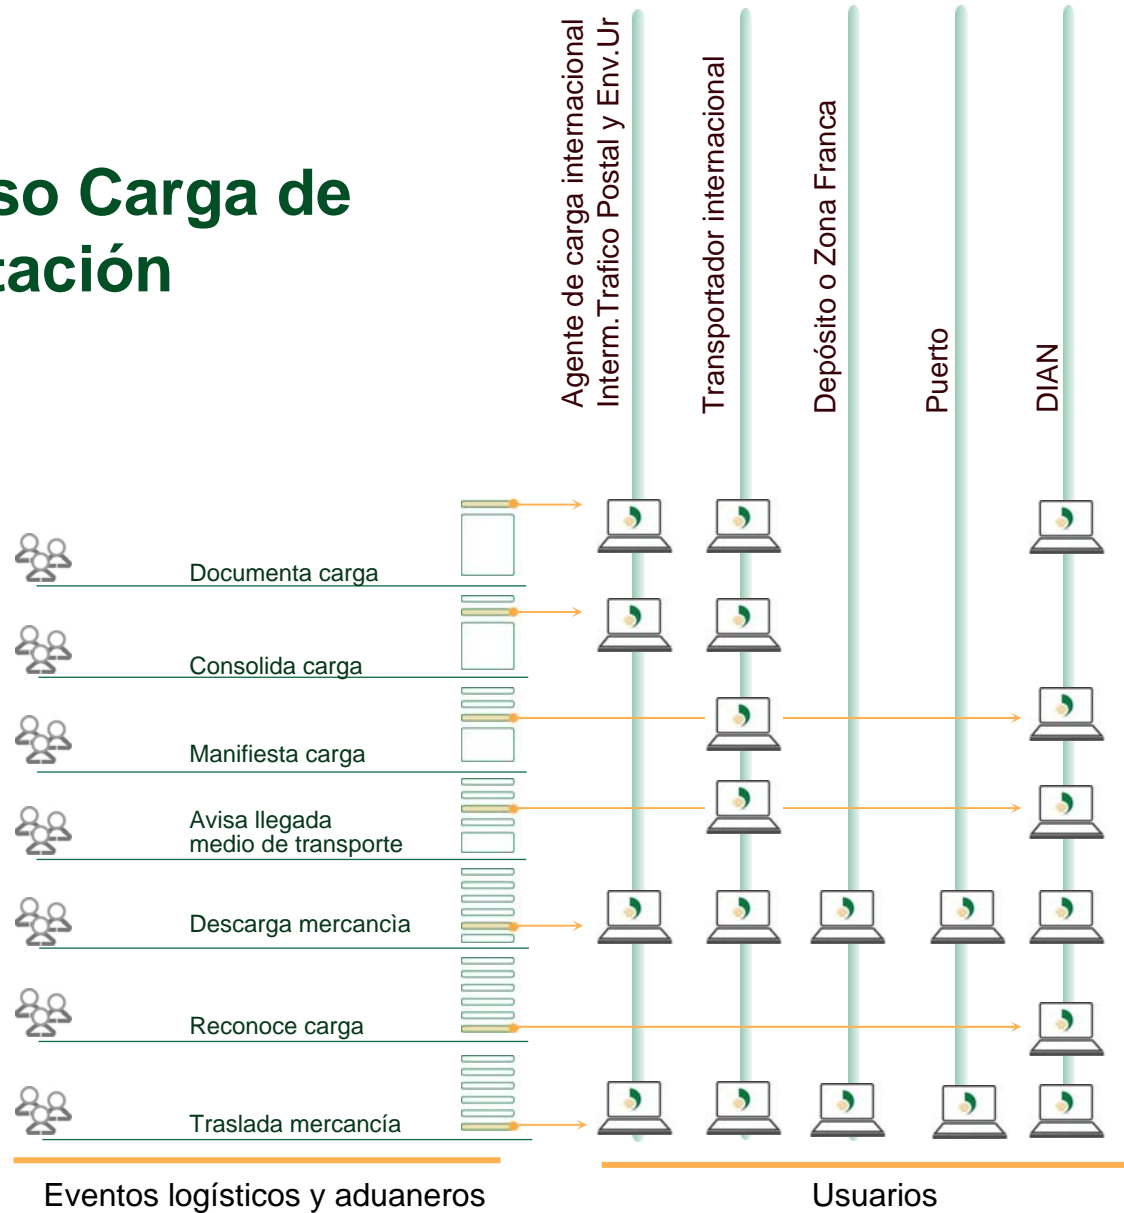 so Carga de
tación
Agente de carga internacional
Interm.Trafico Postal y Env.Ur
Transportador internacional
Depósito o Zona Franca
Puerto
DIAN
Documenta carga
Consolida carga
Manifiesta carga
Avisa llegada
medio de transporte
Descarga mercancìa
Reconoce carga
Traslada mercancía
Eventos logísticos y aduaneros
Usuarios